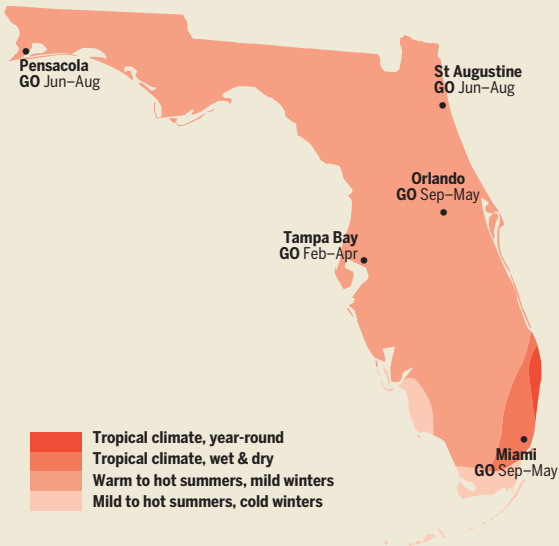 Pensacola
GO Jun–Aug
St Augustine
GO Jun–Aug
Orlando
GO Sep–May
Tampa Bay
GO Feb–Apr
Miami
GO Sep–May
Tropical climate, year-round
Tropical climate, wet & dry
Warm to hot summers, mild winters
Mild to hot summers, cold winters